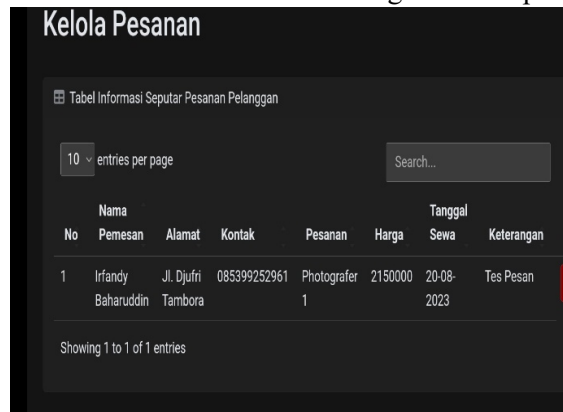 Kelola Pesanan
Tabel Informasi Seputar Pesanan Pelanggan
10 entries per page
Search...
No Nama Pemesan Alamat Kontak Pesanan Harga Tanggal Sewa Keterangan
1 Irfandy Baharuddin Jl. Djufri Tambora 085399252961 Photografer 1 2150000 20-08-2023 Tes Pesan
Showing 1 to 1 of 1 entries